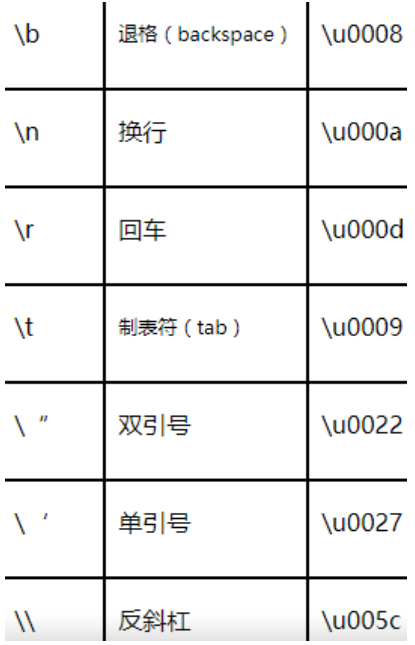 \b 退格（backspace） \u0008
\n 换行 \u000a
\r 回车 \u000d
\t 制表符（tab） \u0009
\“ 双引号 \u0022
\‘ 单引号 \u0027
\\ 反斜杠 \u005c